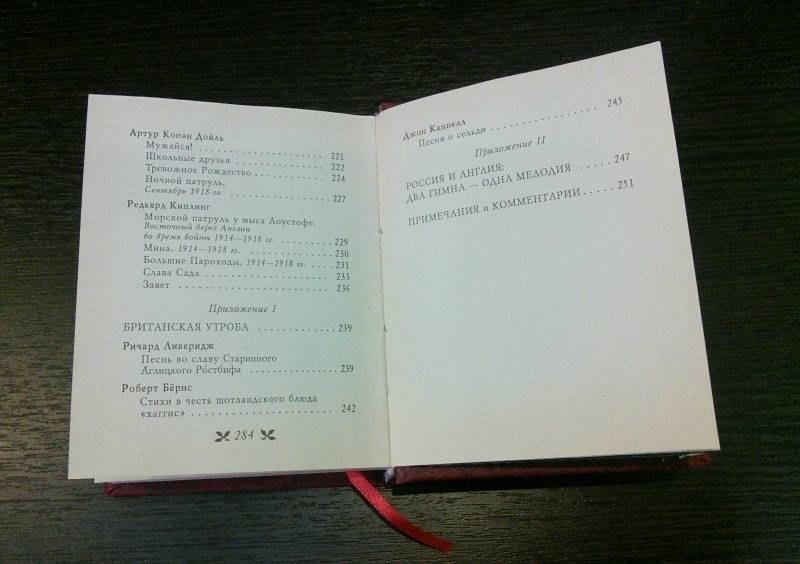 Артур Конан Дойль
Мужайся! . . . . . . . . . . . . . . . . . . . . . . 221
Школьные друзья . . . . . . . . . . . . . . . . 222
Тревожное Рождество . . . . . . . . . . . . . 224
Ночной патруль.
Сентябрь 1918-го . . . . . . . . . . . . . . . . 227
Редьярд Киплинг
Морской патруль у мыса Лоустофт.
Восточный берег Англии
во время войны 1914—1918 гг. . . . . . . . . . 229
Мина. 1914—1918 гг. . . . . . . . . . . . . . . 230
Большие Пароходы. 1914—1918 гг. . . . . 231
Слава Сада . . . . . . . . . . . . . . . . . . . . 233
Завет . . . . . . . . . . . . . . . . . . . . . . . 236
Приложение I
БРИТАНСКАЯ УТРОБА . . . . . . . . . . . . 239
Ричард Ливеридж
Песнь во славу Старинного
Аглицкого Ро́стбифа . . . . . . . . . . . . . . 239
Роберт Бёрнс
Стихи в честь шотландского блюда
«хаггис» . . . . . . . . . . . . . . . . . . . . . . 242
284
Джон Каннелл
Песня о сельди . . . . . . . . . . . . . . . . . 245
Приложение II
РОССИЯ И АНГЛИЯ:
ДВА ГИМНА — ОДНА МЕЛОДИЯ . . . . . 247
ПРИМЕЧАНИЯ и КОММЕНТАРИИ . . . . . 251